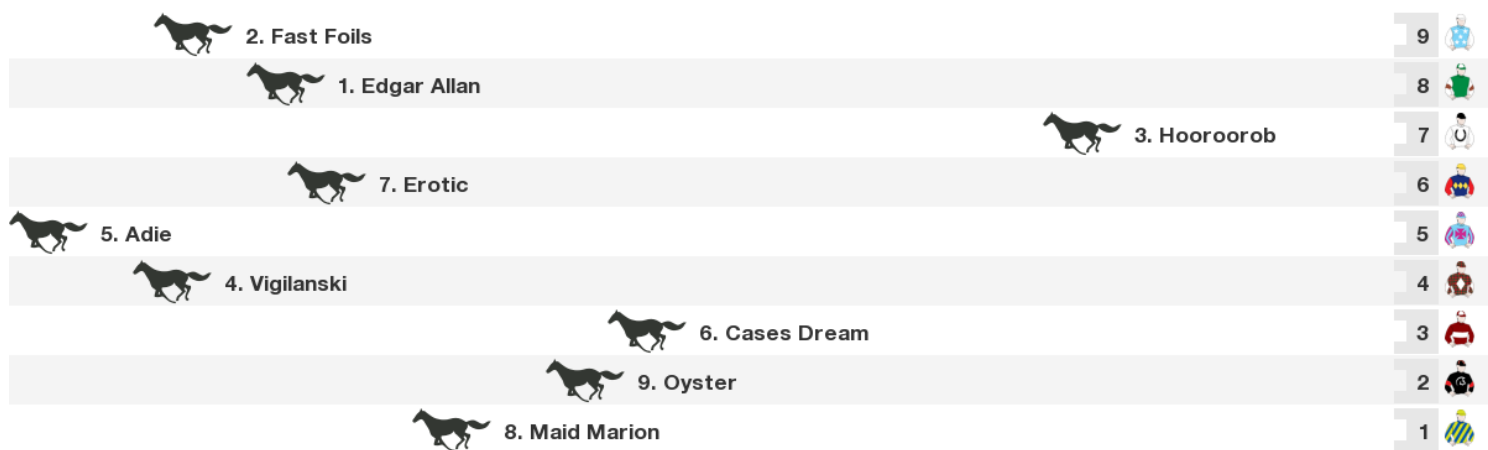 2. Fast Foils 9
1. Edgar Allan 8
3. Hooroorob 7
7. Erotic 6
5. Adie 5
4. Vigilanski 4
6. Cases Dream 3
9. Oyster 2
8. Maid Marion 1